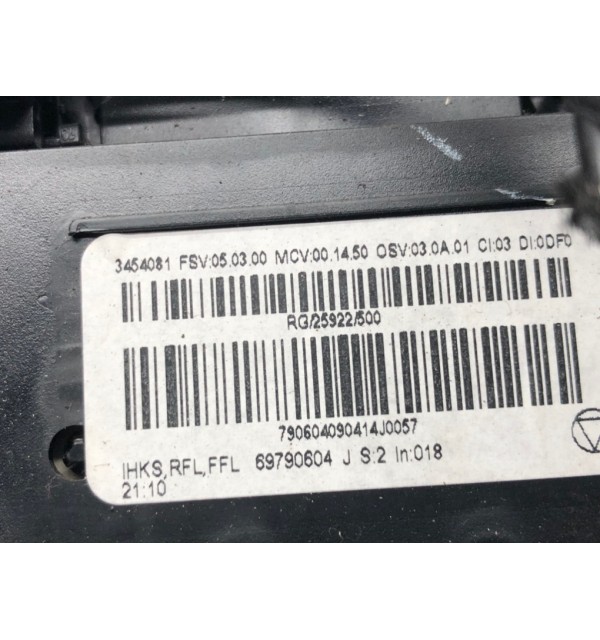 3454081 FSV:05.03.00 MCV:00.14.50 OSV:03.0A.01 CI:03 DI:0DF0
RG/25922/500
790604090414J0057
IHKS,RFL,FFL 69790604 J S:2 In:018
21:10